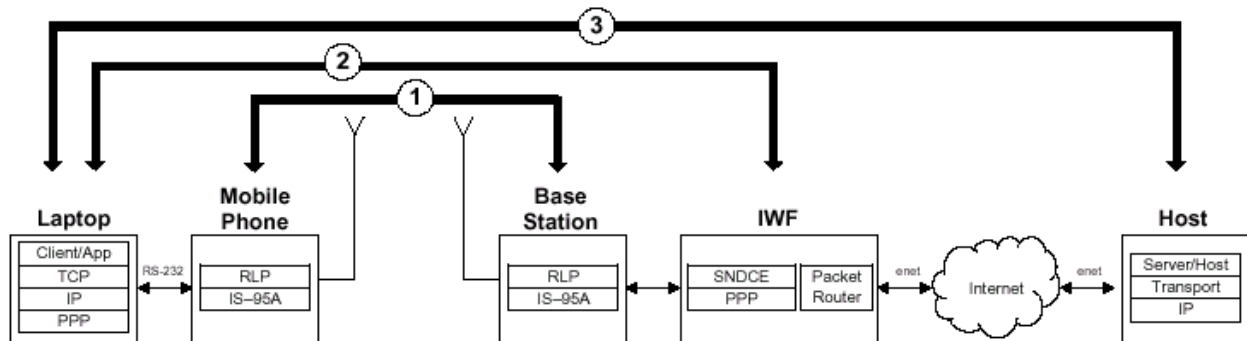 3
2
1
Laptop
Mobile
Phone
Base
Station
IWF
Host
Client/App
TCP
IP
PPP
RS-232
RLP
IS–95A
RLP
IS–95A
SNDCE
PPP
Packet
Router
enet
Internet
enet
Server/Host
Transport
IP